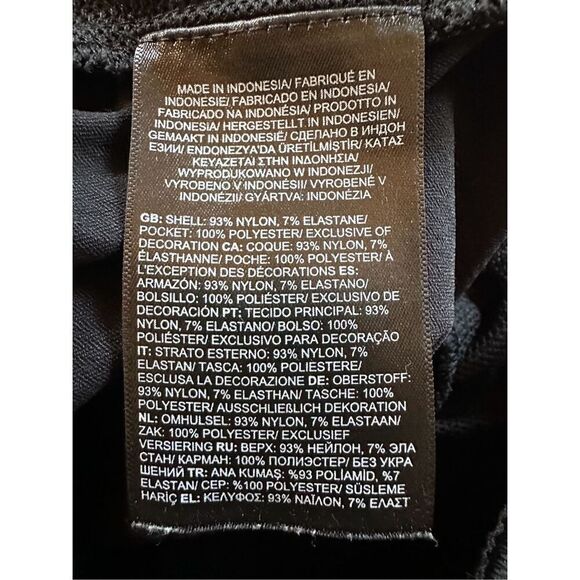 MADE IN INDONESIA/ FABRIQUÉ EN
INDONESIE/ FABRICADO EN INDONESIA/
FABRICADO NA INDONÉSIA/ PRODOTTO IN
INDONESIA/ HERGESTELLT IN INDONESIEN/
GEMAAKT IN INDONESIË/ СДЕЛАНО В ИНДОН
ЕЗИИ/ ENDONEZYA'DA ÜRETİLMİŞTİR/ ΚΑΤΑΣ
ΚΕΥΑΖΕΤΑΙ ΣΤΗΝ ΙΝΔΟΝΗΣΙΑ/
WYPRODUKOWANO W INDONEZJI/
VYROBENO V INDONÉSII/ VYROBENÉ V
INDONÉZII/ GYÁRTVA: INDONÉZIA
GB: SHELL: 93% NYLON, 7% ELASTANE/
POCKET: 100% POLYESTER/ EXCLUSIVE OF
DECORATION CA: COQUE: 93% NYLON, 7%
ÉLASTHANNE/ POCHE: 100% POLYESTER/ À
L'EXCEPTION DES DÉCORATIONS ES:
ARMAZÓN: 93% NYLON, 7% ELASTANO/
BOLSILLO: 100% POLIÉSTER/ EXCLUSIVO DE
DECORACIÓN PT: TECIDO PRINCIPAL: 93%
NYLON, 7% ELASTANO/ BOLSO: 100%
POLIÉSTER/ EXCLUSIVO PARA DECORAÇÃO
IT: STRATO ESTERNO: 93% NYLON, 7%
ELASTAN/ TASCA: 100% POLIESTERE/
ESCLUSA LA DECORAZIONE DE: OBERSTOFF:
93% NYLON, 7% ELASTHAN/ TASCHE: 100%
POLYESTER/ AUSSCHLIEßLICH DEKORATION
NL: OMHULSEL: 93% NYLON, 7% ELASTAAN/
ZAK: 100% POLYESTER/ EXCLUSIEF
VERSIERING RU: ВЕРХ: 93% НЕЙЛОН, 7% ЭЛА
СТАН/ КАРМАН: 100% ПОЛИЭСТЕР/ БЕЗ УКРА
ШЕНИЙ TR: ANA KUMAŞ: %93 POLİAMİD, %7
ELASTAN/ CEP: %100 POLYESTER/ SÜSLEME
HARİÇ EL: ΚΕΛΥΦΟΣ: 93% ΝΑΪΛΟΝ, 7% ΕΛΑΣΤ